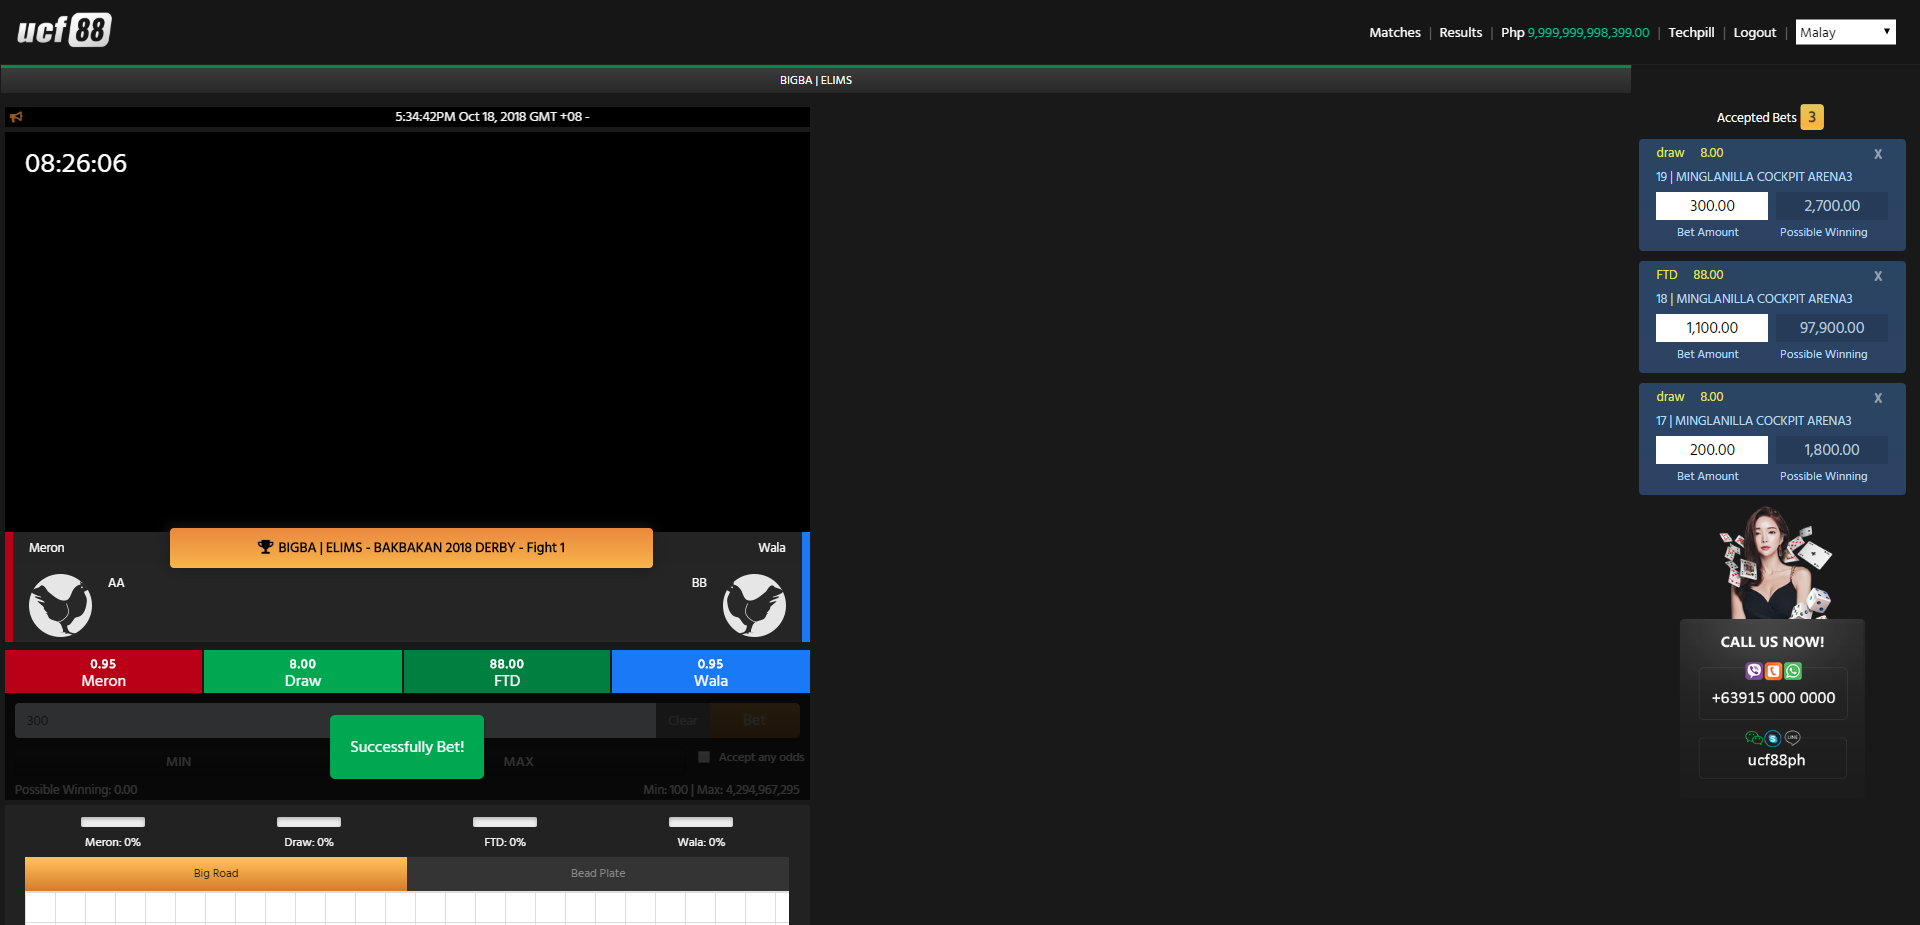 ucf88
Matches | Results | Php 9,999,999,998,399.00 | Techpill | Logout | Malay
BIGBA | ELIMS
5:34:42PM Oct 18, 2018 GMT +08 -
08:26:06
Meron
BIGBA | ELIMS - BAKBAKAN 2018 DERBY - Fight 1
Wala
AA
BB
0.95
Meron
8.00
Draw
88.00
FTD
0.95
Wala
300
Clear
Bet
Successfully Bet!
MIN
MAX
Accept any odds
Possible Winning: 0.00
Min: 100 | Max: 4,294,967,295
Meron: 0%
Draw: 0%
FTD: 0%
Wala: 0%
Big Road
Bead Plate
Accepted Bets 3
draw 8.00 X
19 | MINGLANILLA COCKPIT ARENA3
300.00 2,700.00
Bet Amount Possible Winning
FTD 88.00 X
18 | MINGLANILLA COCKPIT ARENA3
1,100.00 97,900.00
Bet Amount Possible Winning
draw 8.00 X
17 | MINGLANILLA COCKPIT ARENA3
200.00 1,800.00
Bet Amount Possible Winning
CALL US NOW!
+63915 000 0000
LINE
ucf88ph